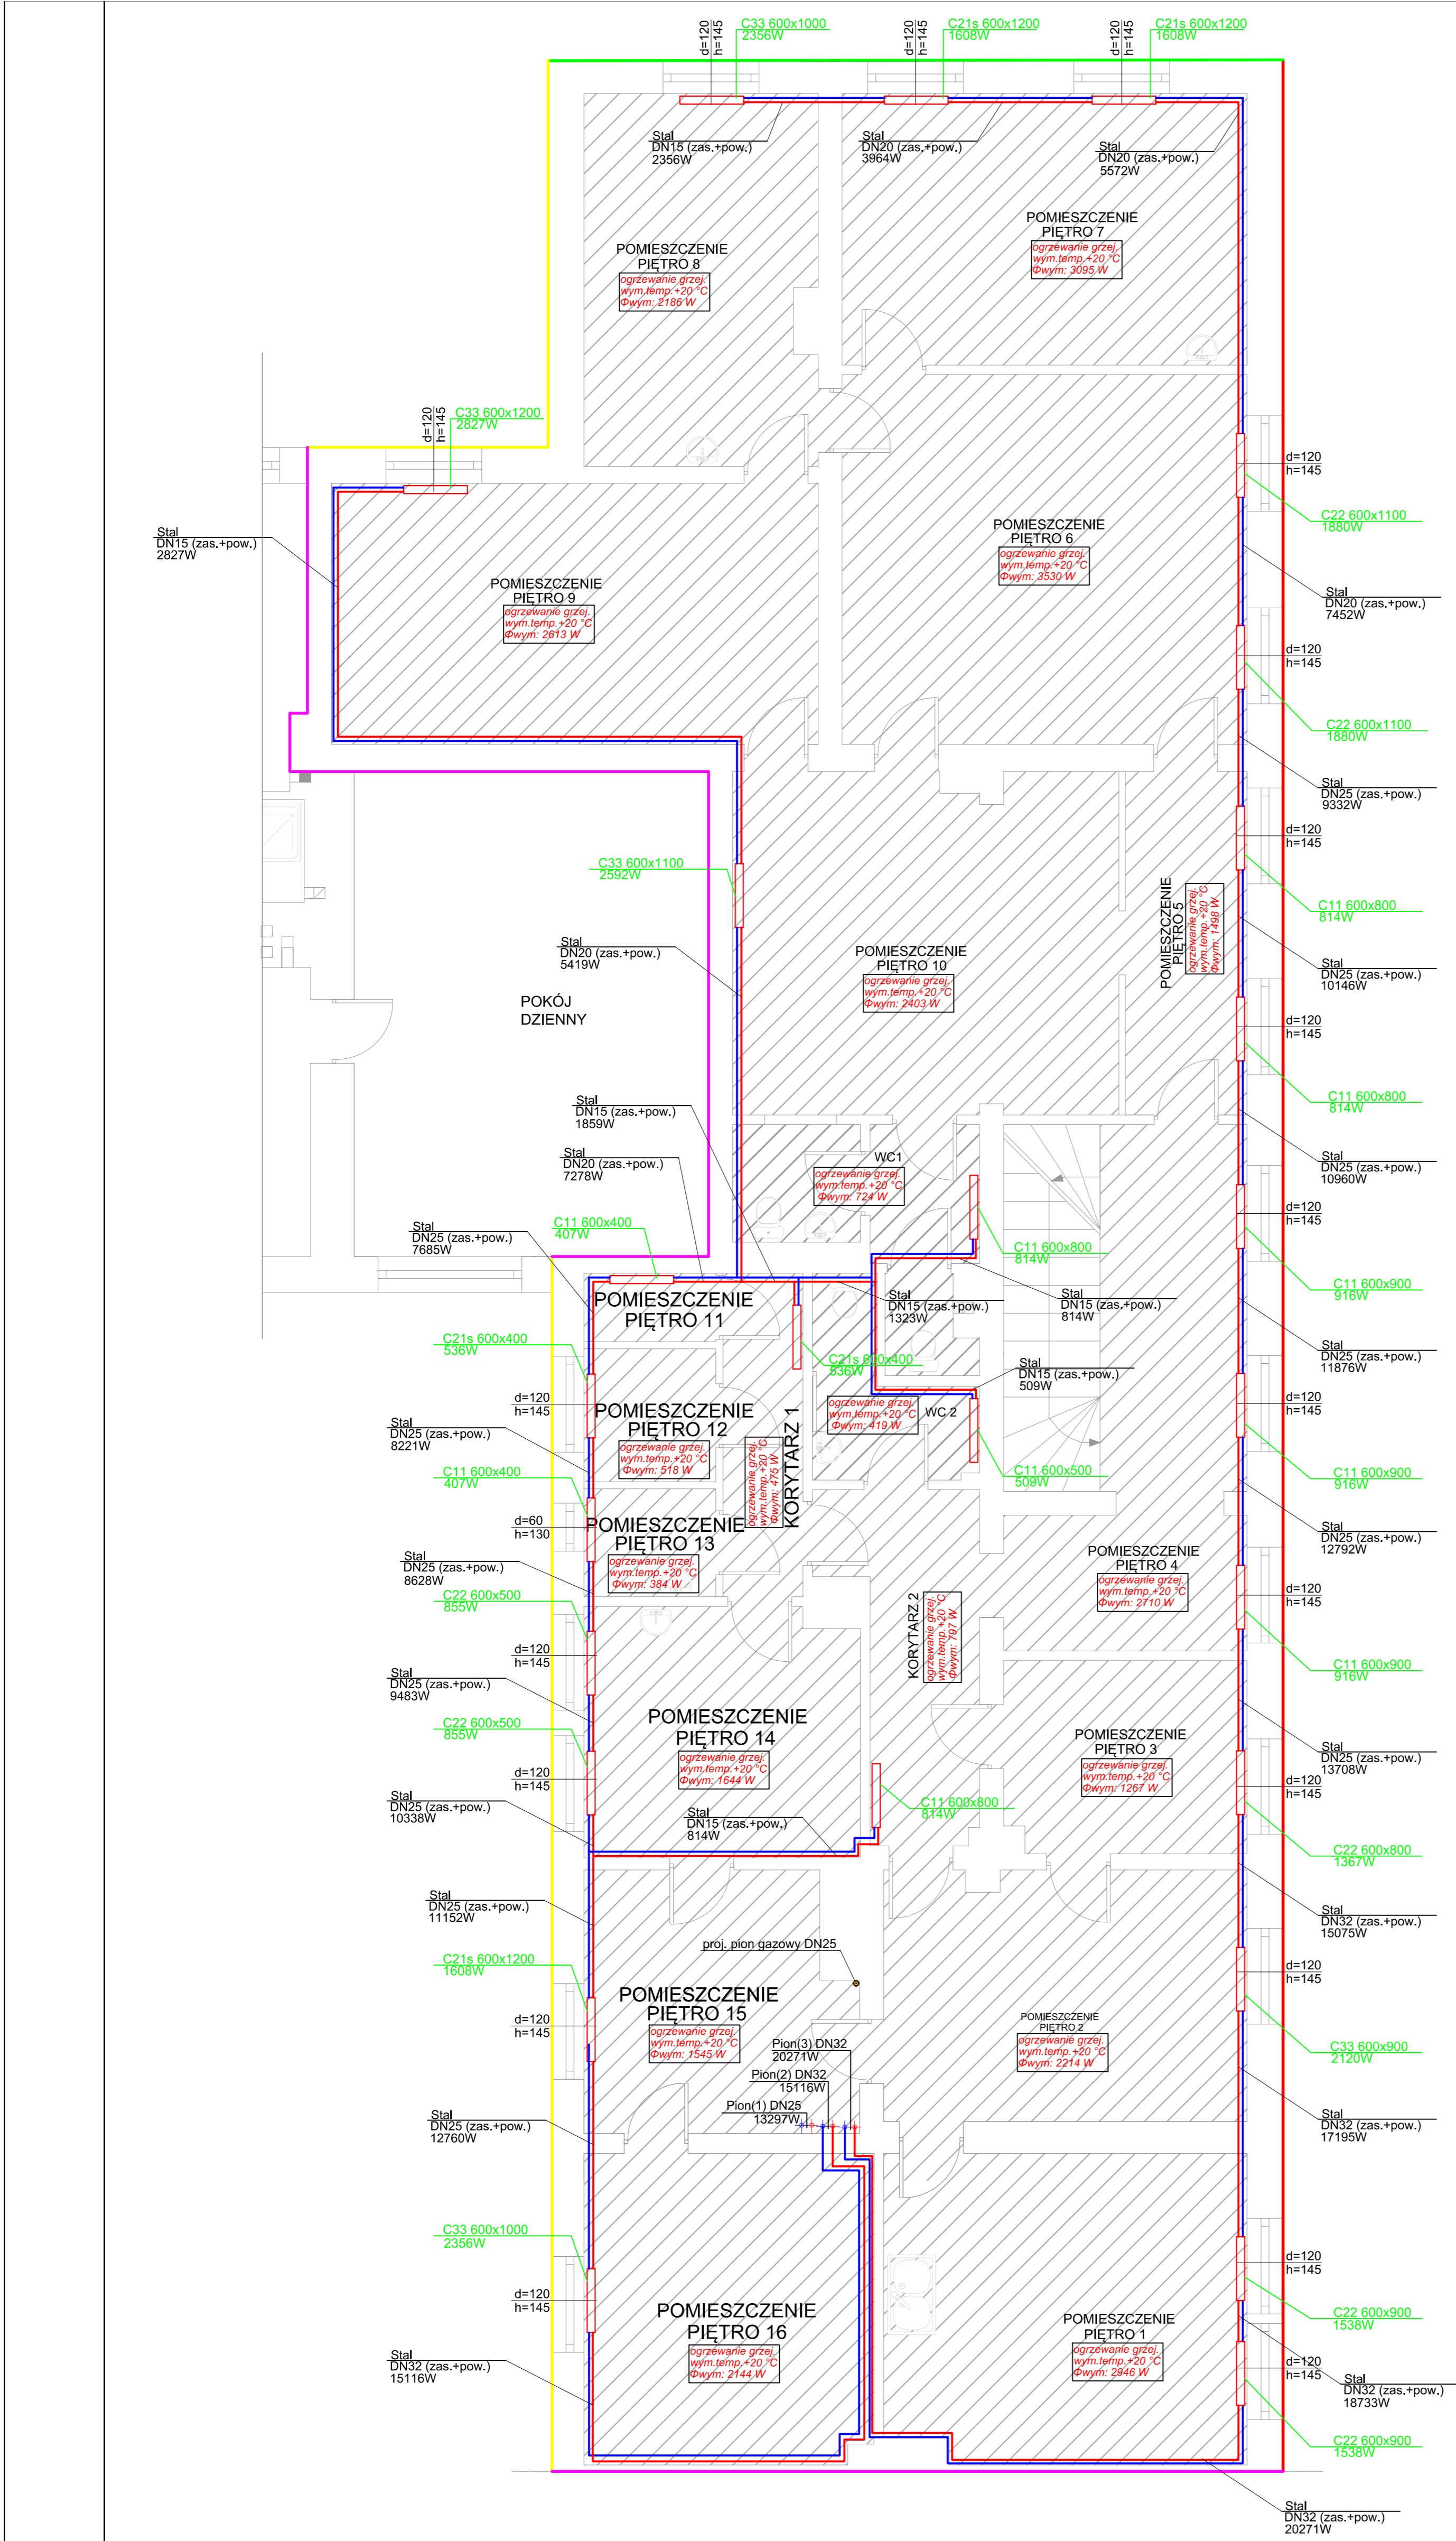 d=120
h=145
C33 600x1000
2356W
d=120
h=145
C21s 600x1200
1608W
d=120
h=145
C21s 600x1200
1608W
Stal
DN15 (zas.+pow.)
2356W
Stal
DN20 (zas.+pow.)
3964W
Stal
DN20 (zas.+pow.)
5572W
POMIESZCZENIE
PIĘTRO 7
ogrzewanie grzej.
wym.temp.+20 °C
Φwym: 3095 W
POMIESZCZENIE
PIĘTRO 8
ogrzewanie grzej.
wym.temp.+20 °C
Φwym: 2186 W
d=120
h=145
C33 600x1200
2827W
d=120
h=145
C22 600x1100
1880W
Stal
DN15 (zas.+pow.)
2827W
POMIESZCZENIE
PIĘTRO 6
ogrzewanie grzej.
wym.temp.+20 °C
Φwym: 3530 W
POMIESZCZENIE
PIĘTRO 9
ogrzewanie grzej.
wym.temp.+20 °C
Φwym: 2613 W
Stal
DN20 (zas.+pow.)
7452W
d=120
h=145
C22 600x1100
1880W
Stal
DN25 (zas.+pow.)
9332W
d=120
h=145
C33 600x1100
2592W
C11 600x800
814W
POMIESZCZENIE
PIĘTRO 5
ogrzewanie grzej.
wym.temp.+20 °C
Φwym: 1498 W
Stal
DN20 (zas.+pow.)
5419W
POMIESZCZENIE
PIĘTRO 10
ogrzewanie grzej.
wym.temp.+20 °C
Φwym: 2403 W
Stal
DN25 (zas.+pow.)
10146W
POKÓJ
DZIENNY
d=120
h=145
C11 600x800
814W
Stal
DN15 (zas.+pow.)
1859W
Stal
DN20 (zas.+pow.)
7278W
WC1
ogrzewanie grzej.
wym.temp.+20 °C
Φwym: 724 W
Stal
DN25 (zas.+pow.)
10960W
d=120
h=145
Stal
DN25 (zas.+pow.)
7685W
C11 600x400
407W
C11 600x800
814W
C11 600x900
916W
POMIESZCZENIE
PIĘTRO 11
Stal
DN15 (zas.+pow.)
1323W
Stal
DN15 (zas.+pow.)
814W
C21s 600x400
536W
C21s 600x400
536W
Stal
DN15 (zas.+pow.)
509W
Stal
DN25 (zas.+pow.)
11876W
d=120
h=145
POMIESZCZENIE
PIĘTRO 12
ogrzewanie grzej.
wym.temp.+20 °C
Φwym: 518 W
ogrzewanie grzej.
wym.temp.+20 °C
Φwym: 475 W
KORYTARZ 1
ogrzewanie grzej.
wym.temp.+20 °C
Φwym: 419 W
WC 2
d=120
h=145
Stal
DN25 (zas.+pow.)
8221W
C11 600x400
407W
C11 600x500
509W
C11 600x900
916W
d=60
h=130
POMIESZCZENIE
PIĘTRO 13
ogrzewanie grzej.
wym.temp.+20 °C
Φwym: 384 W
Stal
DN25 (zas.+pow.)
12792W
Stal
DN25 (zas.+pow.)
8628W
POMIESZCZENIE
PIĘTRO 4
ogrzewanie grzej.
wym.temp.+20 °C
Φwym: 2710 W
d=120
h=145
C22 600x500
855W
KORYTARZ 2
ogrzewanie grzej.
wym.temp.+20 °C
Φwym: 797 W
d=120
h=145
C11 600x900
916W
Stal
DN25 (zas.+pow.)
9483W
C22 600x500
855W
POMIESZCZENIE
PIĘTRO 14
ogrzewanie grzej.
wym.temp.+20 °C
Φwym: 1644 W
POMIESZCZENIE
PIĘTRO 3
ogrzewanie grzej.
wym.temp.+20 °C
Φwym: 1267 W
Stal
DN25 (zas.+pow.)
13708W
d=120
h=145
d=120
h=145
Stal
DN25 (zas.+pow.)
10338W
Stal
DN15 (zas.+pow.)
814W
C11 600x800
814W
C22 600x800
1367W
Stal
DN25 (zas.+pow.)
11152W
Stal
DN32 (zas.+pow.)
15075W
proj. pion gazowy DN25
C21s 600x1200
1608W
d=120
h=145
POMIESZCZENIE
PIĘTRO 15
ogrzewanie grzej.
wym.temp.+20 °C
Φwym: 1545 W
d=120
h=145
POMIESZCZENIE
PIĘTRO 2
ogrzewanie grzej.
wym.temp.+20 °C
Φwym: 2214 W
C33 600x900
2120W
Pion(3) DN32
20271W
Pion(2) DN32
15116W
Pion(1) DN25
13297W
Stal
DN25 (zas.+pow.)
12760W
Stal
DN32 (zas.+pow.)
17195W
C33 600x1000
2356W
d=120
h=145
d=120
h=145
POMIESZCZENIE
PIĘTRO 16
ogrzewanie grzej.
wym.temp.+20 °C
Φwym: 2144 W
POMIESZCZENIE
PIĘTRO 1
ogrzewanie grzej.
wym.temp.+20 °C
Φwym: 2946 W
C22 600x900
1538W
Stal
DN32 (zas.+pow.)
15116W
d=120
h=145
Stal
DN32 (zas.+pow.)
18733W
C22 600x900
1538W
Stal
DN32 (zas.+pow.)
20271W